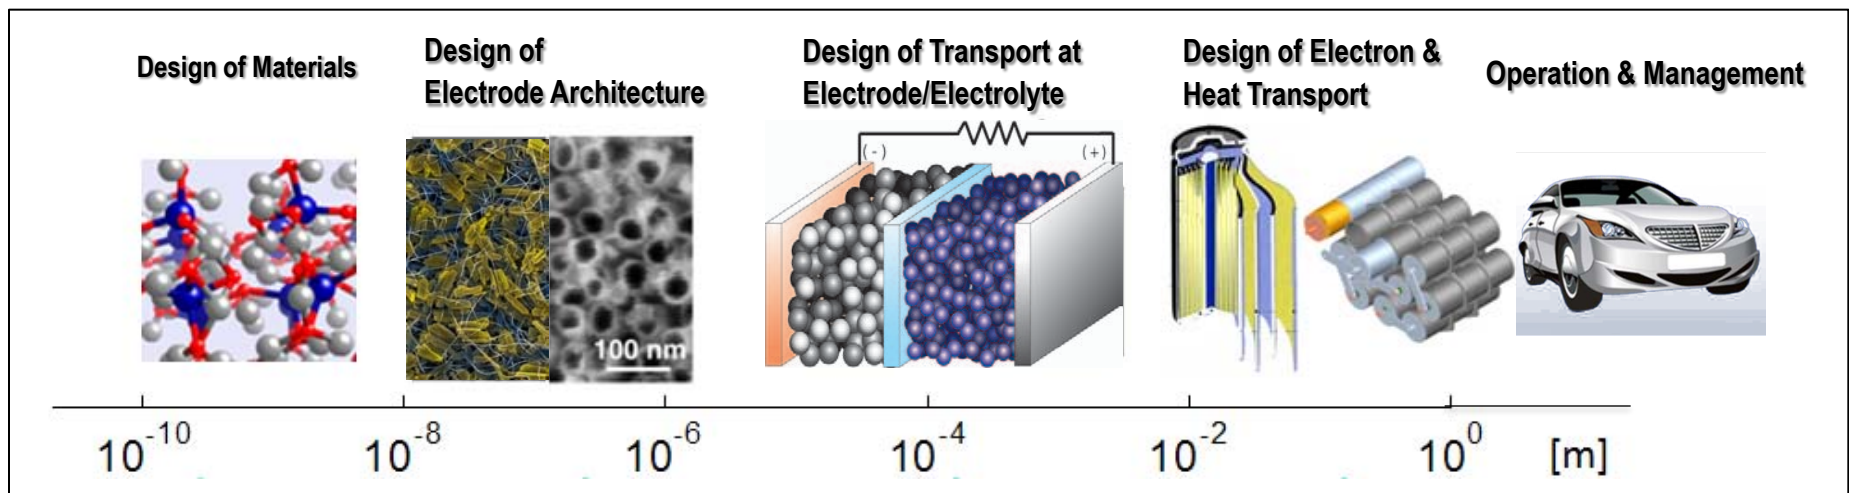 Design of Materials
Design of
Electrode Architecture
Design of Transport at
Electrode/Electrolyte
Design of Electron &
Heat Transport
Operation & Management
(-)
(+)
100 nm
10⁻¹⁰ 10⁻⁸ 10⁻⁶ 10⁻⁴ 10⁻² 10⁰ [m]